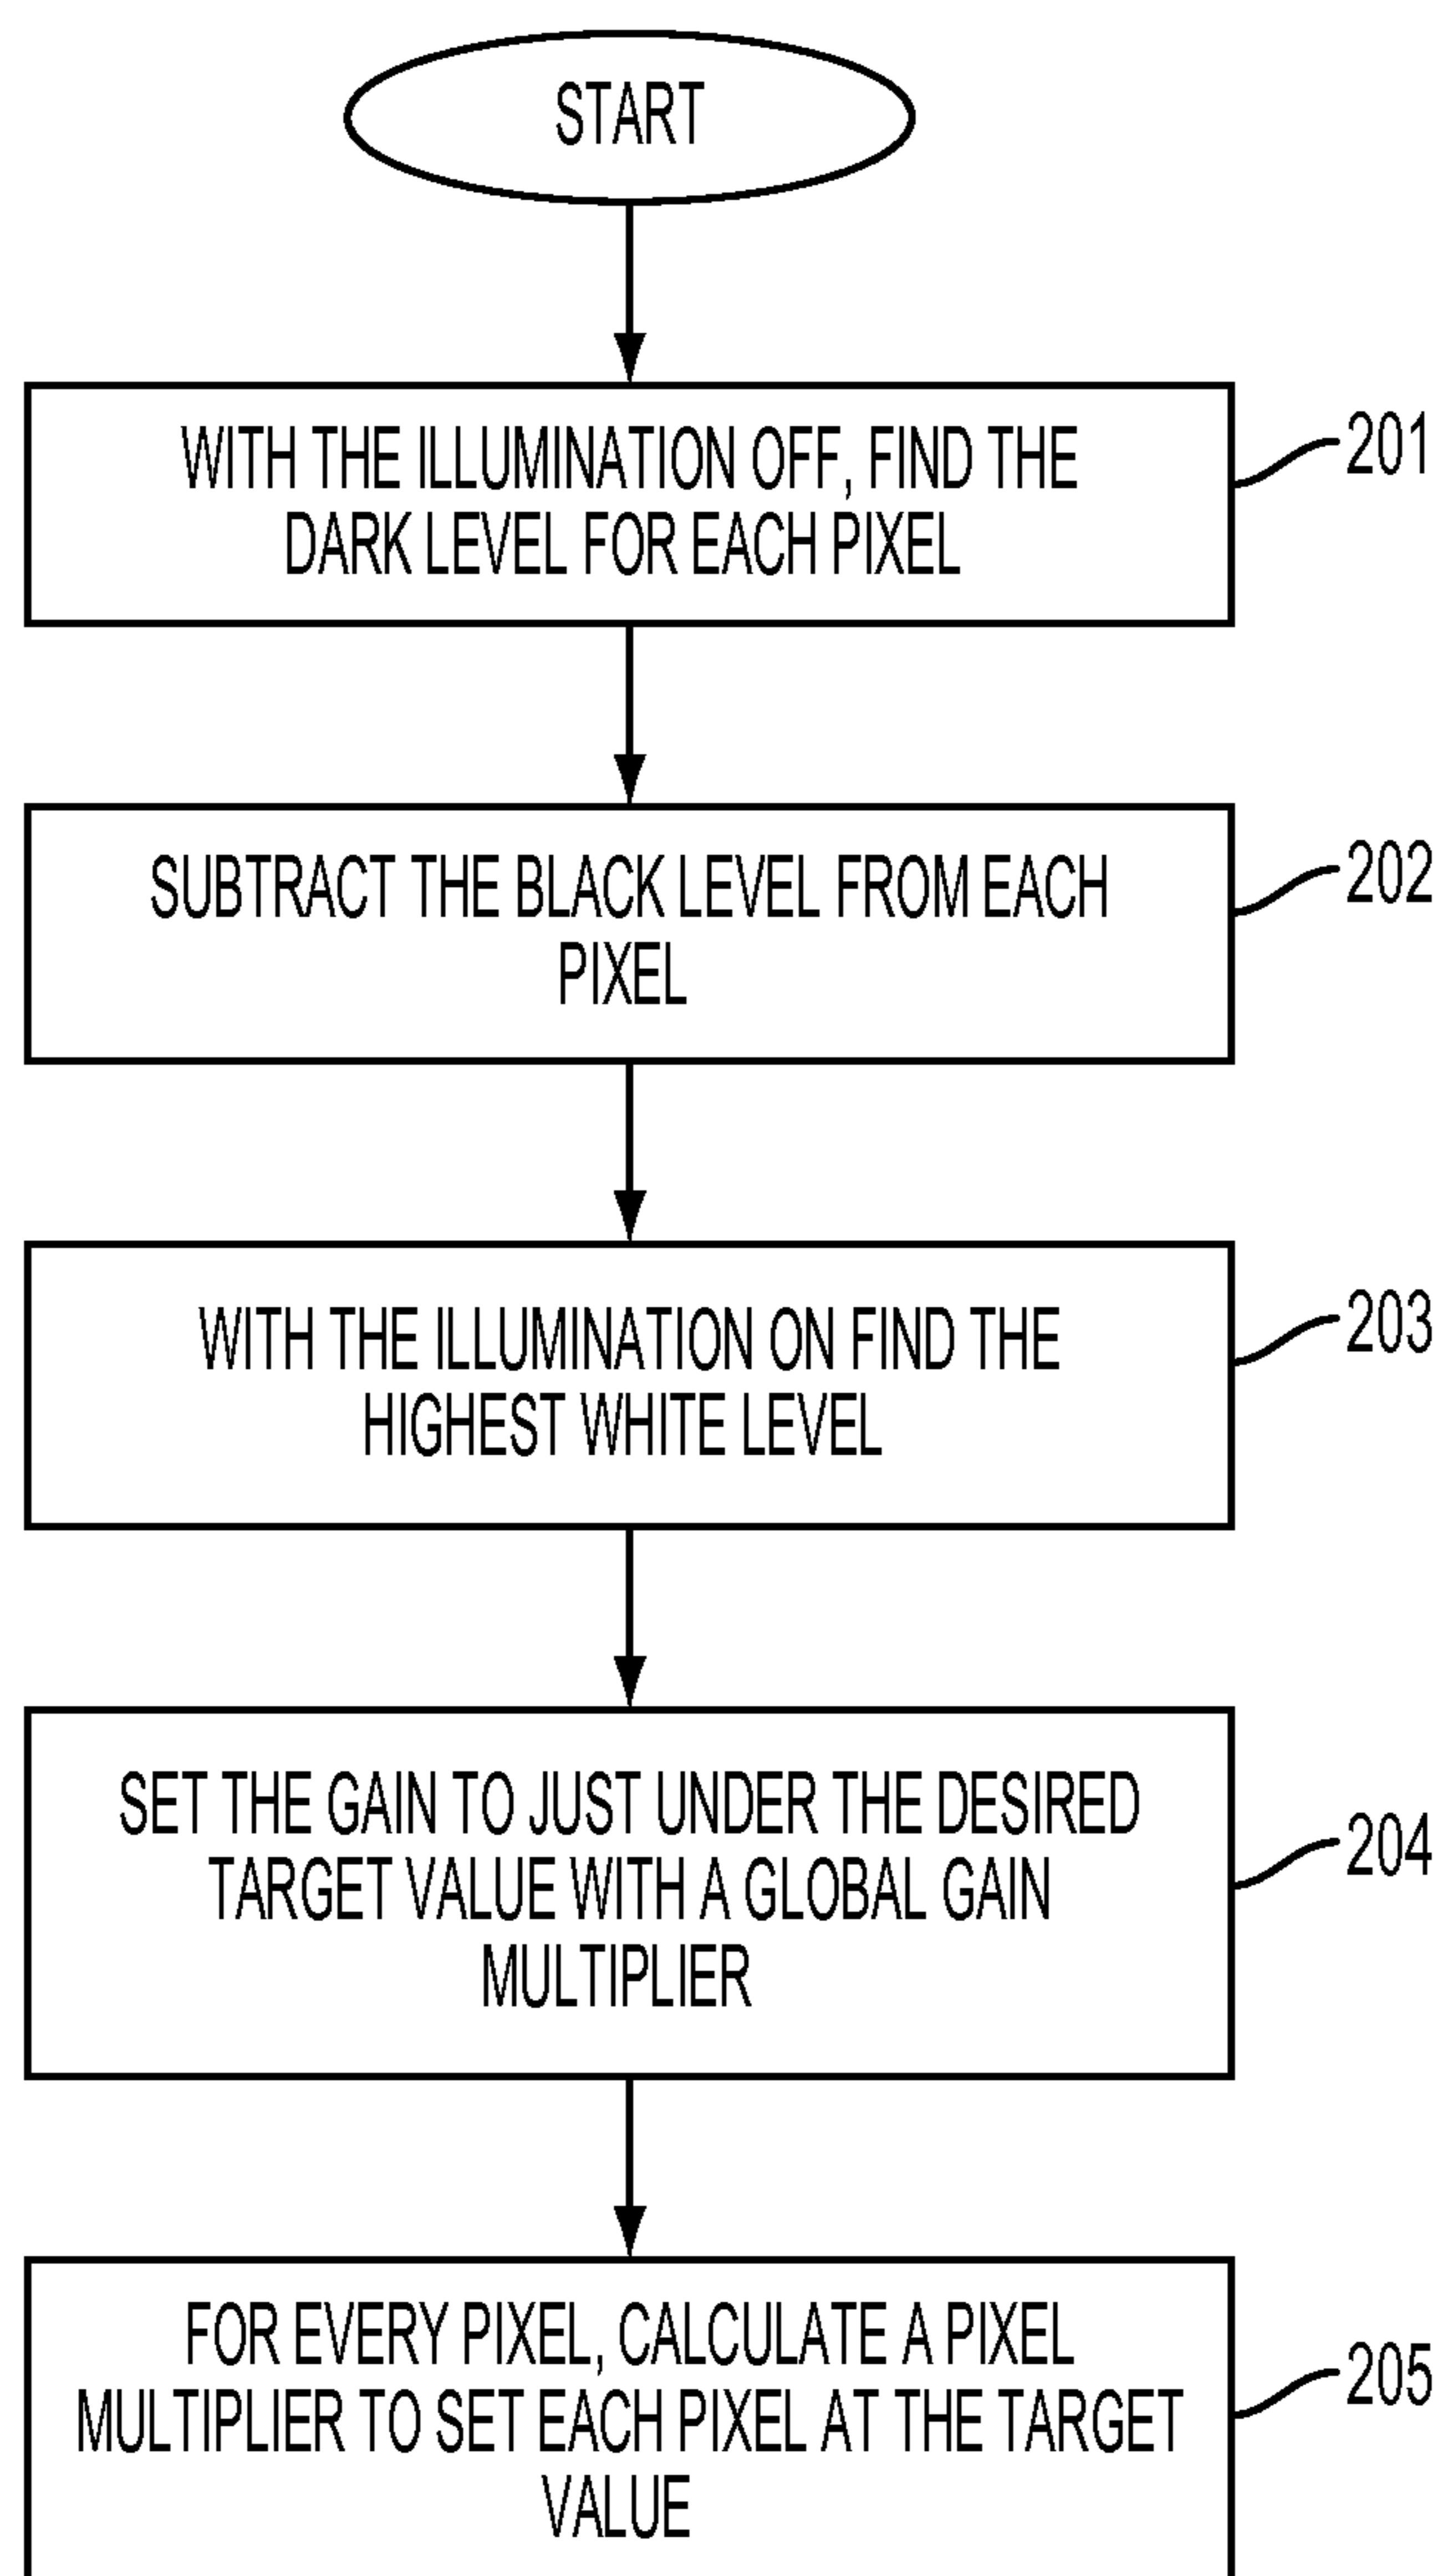 START
WITH THE ILLUMINATION OFF, FIND THE
DARK LEVEL FOR EACH PIXEL
201
SUBTRACT THE BLACK LEVEL FROM EACH
PIXEL
202
WITH THE ILLUMINATION ON FIND THE
HIGHEST WHITE LEVEL
203
SET THE GAIN TO JUST UNDER THE DESIRED
TARGET VALUE WITH A GLOBAL GAIN
MULTIPLIER
204
FOR EVERY PIXEL, CALCULATE A PIXEL
MULTIPLIER TO SET EACH PIXEL AT THE TARGET
VALUE
205